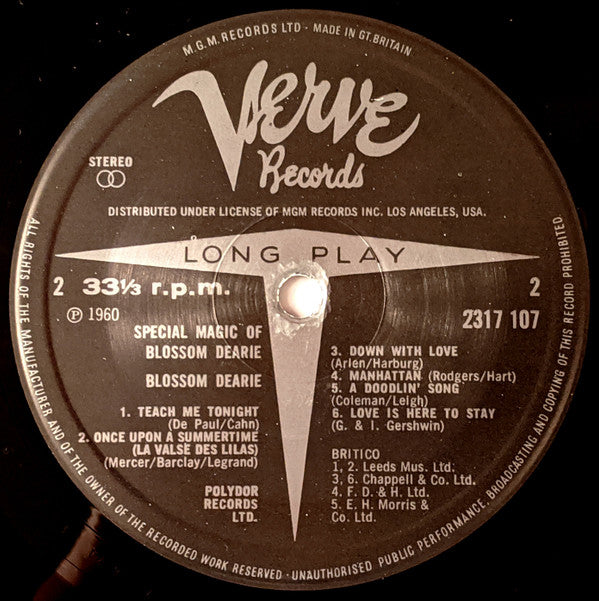 M.G.M. RECORDS LTD · MADE IN GT. BRITAIN
Verve
Records
STEREO
DISTRIBUTED UNDER LICENSE OF MGM RECORDS INC. LOS ANGELES, USA.
LONG PLAY
2 33⅓ r.p.m.
2
℗ 1960
2317 107
SPECIAL MAGIC OF
BLOSSOM DEARIE
BLOSSOM DEARIE
1. TEACH ME TONIGHT
(De Paul/Cahn)
2. ONCE UPON A SUMMERTIME
(LA VALSE DES LILAS)
(Mercer/Barclay/Legrand)
3. DOWN WITH LOVE
(Arlen/Harburg)
4. MANHATTAN (Rodgers/Hart)
5. A DOODLIN' SONG
(Coleman/Leigh)
6. LOVE IS HERE TO STAY
(G. & I. Gershwin)
BRITICO
1, 2. Leeds Mus. Ltd.
3, 6. Chappell & Co. Ltd.
4. F. D. & H. Ltd.
5. E. H. Morris &
Co. Ltd.
POLYDOR
RECORDS
LTD.
ALL RIGHTS OF THE MANUFACTURER AND OF THE OWNER OF THE RECORDED WORK RESERVED · UNAUTHORISED PUBLIC PERFORMANCE, BROADCASTING AND COPYING OF THIS RECORD PROHIBITED.